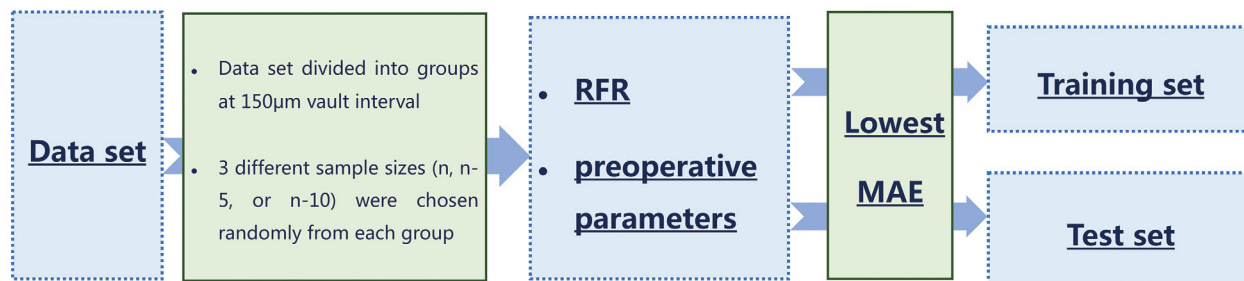 Data set
• Data set divided into groups
at 150μm vault interval
• 3 different sample sizes (n, n-
5, or n-10) were chosen
randomly from each group
• RFR
• preoperative
parameters
Lowest
MAE
Training set
Test set